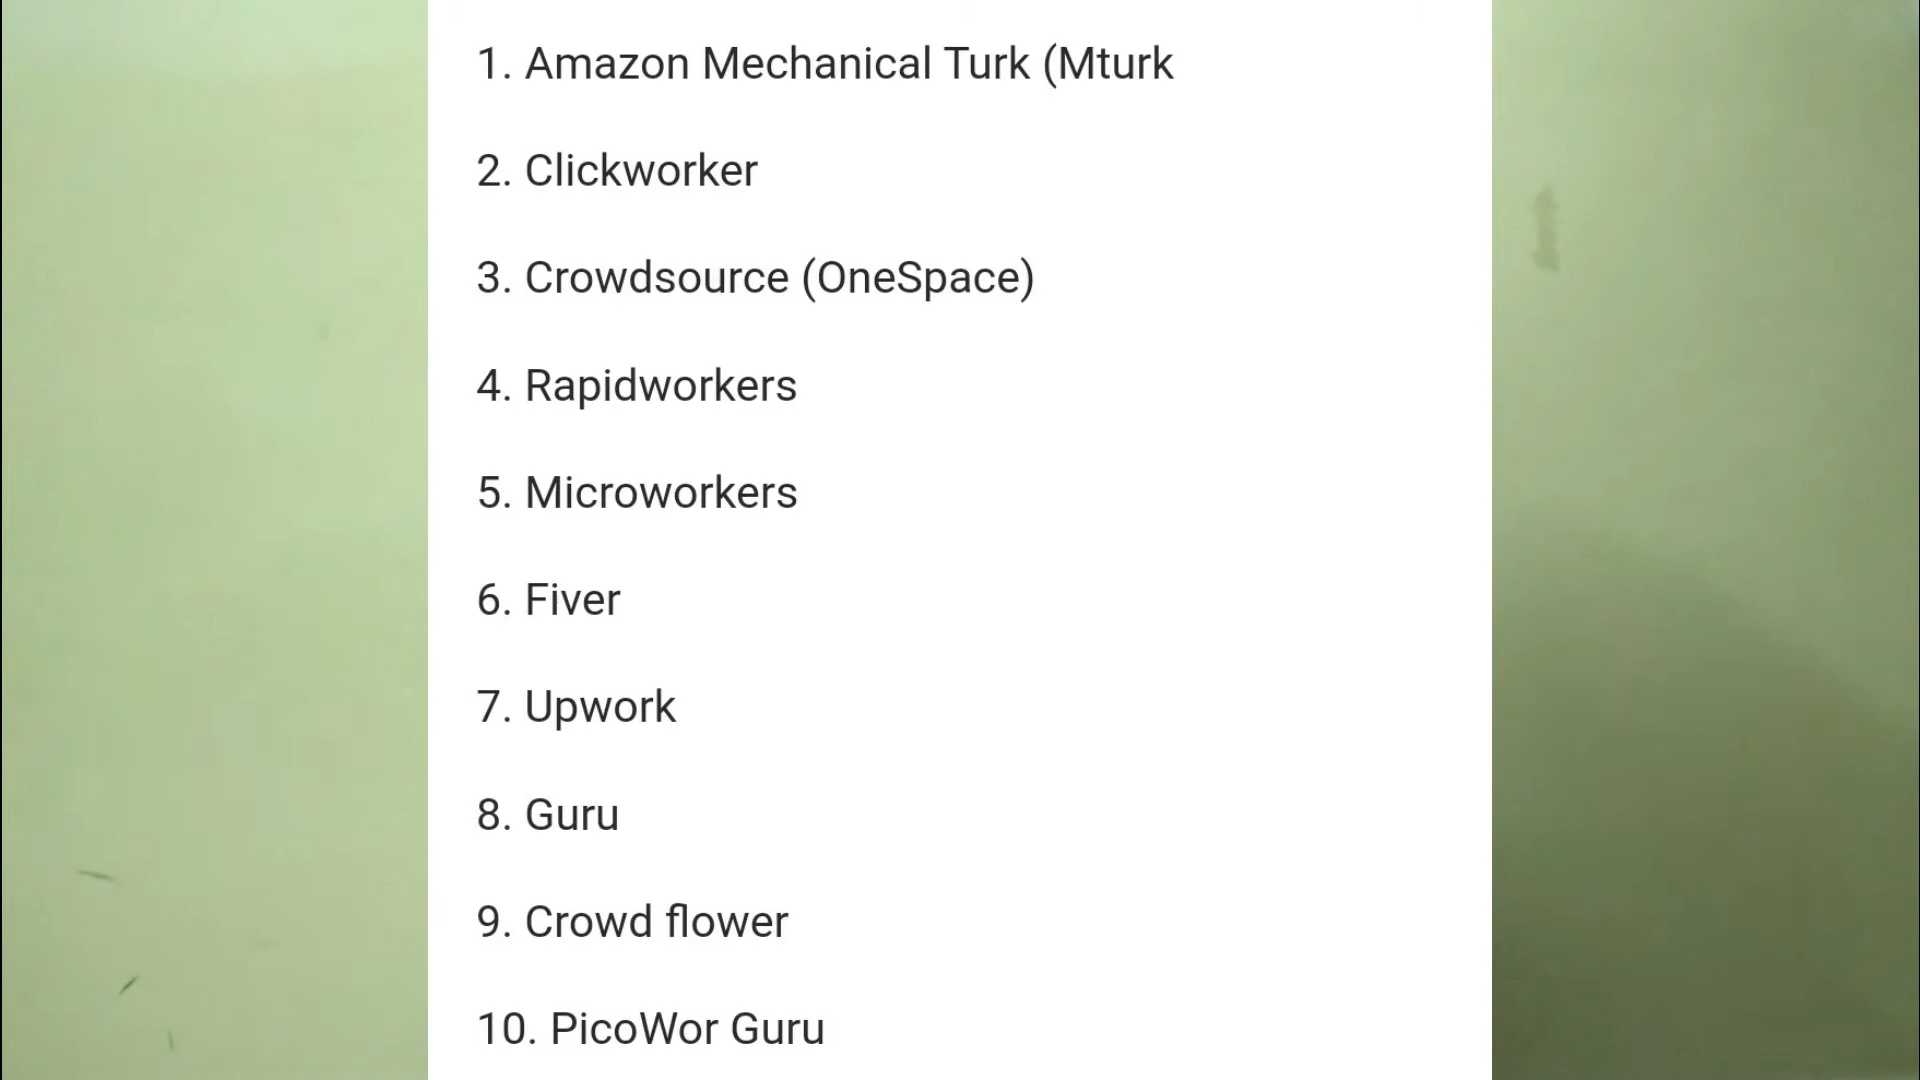 1. Amazon Mechanical Turk (Mturk
2. Clickworker
3. Crowdsource (OneSpace)
4. Rapidworkers
5. Microworkers
6. Fiver
7. Upwork
8. Guru
9. Crowd flower
10. PicoWor Guru